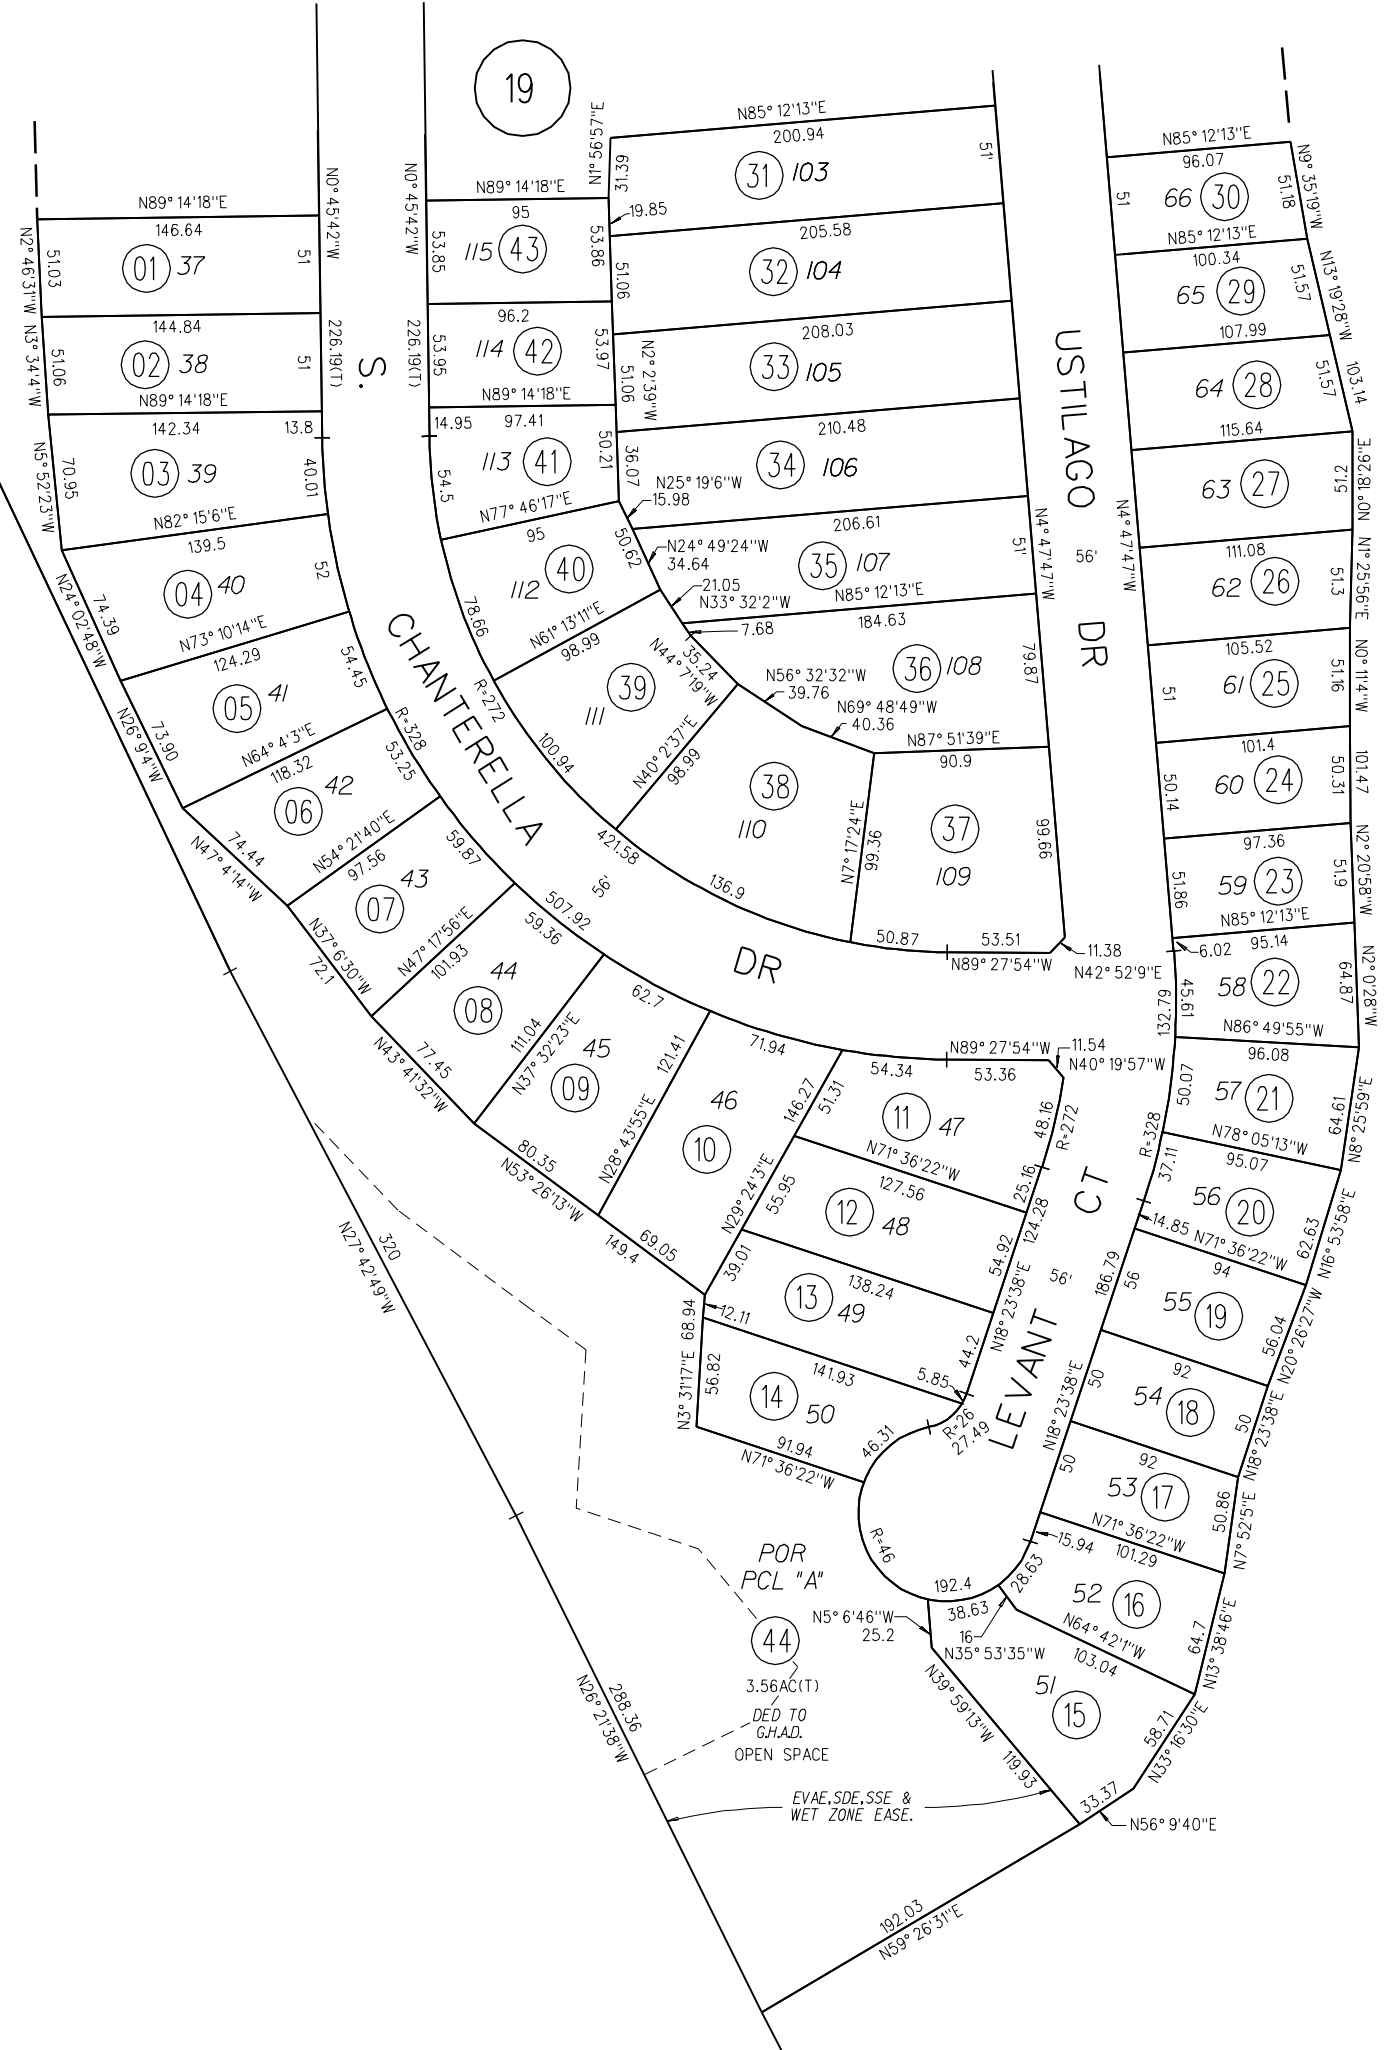 19
N89° 14'18"E
146.64
N2° 46'31"W
51.03
01 37
51
N0° 45'42"W
226.19(T)
144.84
N3° 34'4"W
51.06
02 38
51
N89° 14'18"E
142.34
13.8
N5° 52'23"W
70.95
03 39
40.01
N82° 15'6"E
139.5
N24° 02'48"W
74.39
04 40
52
N73° 10'14"E
124.29
N26° 9'4"W
73.90
05 41
54.45
R=328
N64° 4'3"E
118.32
06 42
53.25
N47° 4'14"W
74.44
N54° 21'40"E
97.56
07 43
59.87
N37° 6'30"W
72.1
N47° 17'56"E
101.93
08 44
507.92
59.36
N43° 41'32"W
77.45
N37° 32'23"E
111.04
09 45
62.7
N53° 26'13"W
80.35
149.4
69.05
N28° 43'55"E
121.41
10 46
71.94
N29° 24'3"E
146.27
51.31
55.95
39.01
S.
CHANTERELLA
DR
56'
421.58
N0° 45'42"W
226.19(T)
N89° 14'18"E
95
53.85
115 43
53.86
96.2
53.95
114 42
53.97
N89° 14'18"E
14.95
97.41
113 41
50.21
54.5
N77° 46'17"E
95
112 40
50.62
78.66
N61° 13'11"E
98.99
R=272
39
111
35.24
N44° 7'19"W
100.94
N40° 2'37"E
98.99
38
110
136.9
N1° 56'57"E
31.39
N85° 12'13"E
200.94
31 103
51'
19.85
205.58
51.06
32 104
208.03
N2° 2'39"W
51.06
33 105
210.48
36.07
34 106
N25° 19'6"W
15.98
206.61
N24° 49'24"W
34.64
35 107
51'
N4° 47'47"W
21.05
N33° 32'2"W
N85° 12'13"E
184.63
7.68
36 108
79.87
N56° 32'32"W
39.76
N69° 48'49"W
40.36
N87° 51'39"E
90.9
N7° 17'24"E
99.36
37
109
99.66
50.87
53.51
N89° 27'54"W
11.38
N42° 52'9"E
USTILAGO
DR
56'
N4° 47'47"W
N85° 12'13"E
96.07
51
66 30
51.18
N9° 35'19"W
N85° 12'13"E
100.34
65 29
51.57
N13° 19'28"W
103.14
107.99
64 28
51.57
115.64
63 27
51.2
N0° 18'26"E
111.08
62 26
51.3
N1° 25'56"E
105.52
51
61 25
51.16
N0° 11'4"W
101.4
50.14
60 24
50.31
101.47
97.36
51.86
59 23
51.9
N2° 20'58"W
N85° 12'13"E
95.14
6.02
58 22
64.87
N2° 0'28"W
132.79
45.61
N86° 49'55"W
96.08
50.07
57 21
64.61
N8° 25'59"E
N78° 05'13"W
95.07
R=328
37.11
56 20
62.63
N16° 53'58"E
14.85
N71° 36'22"W
94
186.79
56
55 19
56.04
N20° 26'27"W
92
N18° 23'38"E
50
54 18
50
N18° 23'38"E
92
50
53 17
50.86
N7° 52'5"E
N71° 36'22"W
101.29
15.94
28.63
52 16
64.7
N13° 38'46"E
N64° 42'1"W
103.04
16
N35° 53'35"W
51
15
58.71
N33° 16'30"E
33.37
N56° 9'40"E
N89° 27'54"W
11.54
N40° 19'57"W
54.34
53.36
11 47
48.16
R=272
N71° 36'22"W
127.56
25.16
124.28
12 48
54.92
N18° 23'38"E
138.24
13 49
44.2
12.11
N3° 31'17"E 68.94
56.82
141.93
5.85
14 50
91.94
N71° 36'22"W
46.31
R=26
27.49
LEVANT
CT
56'
R=46
192.4
38.63
N5° 6'46"W
25.2
N39° 59'13"W
119.93
POR
PCL "A"
44
3.56AC(T)
DED TO
G.H.A.D.
OPEN SPACE
EVAE,SDE,SSE &
WET ZONE EASE.
320
N27° 42'49"W
288.36
N26° 21'38"W
192.03
N59° 26'31"E